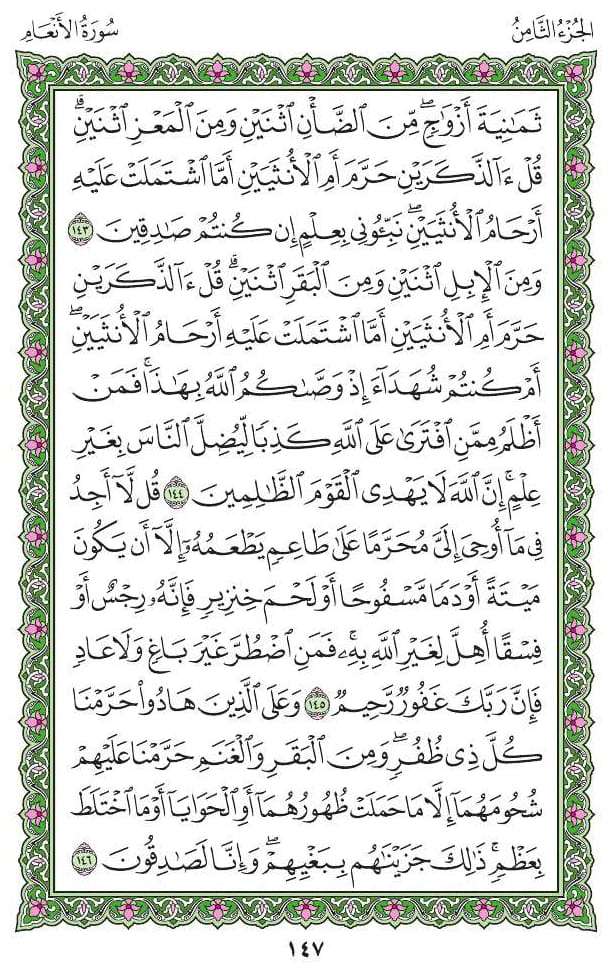 الجُزْءُ الثَّامِنُ
سُورَةُ الأَنْعَامِ
ثَمَٰنِيَةَ أَزْوَٰجٖۖ مِّنَ ٱلضَّأْنِ ٱثْنَيْنِ وَمِنَ ٱلْمَعْزِ ٱثْنَيْنِۗ
قُلْ ءَآلذَّكَرَيْنِ حَرَّمَ أَمِ ٱلْأُنثَيَيْنِ أَمَّا ٱشْتَمَلَتْ عَلَيْهِ
أَرْحَامُ ٱلْأُنثَيَيْنِۖ نَبِّـُٔونِي بِعِلْمٍ إِن كُنتُمْ صَٰدِقِينَ ١٤٣
وَمِنَ ٱلْإِبِلِ ٱثْنَيْنِ وَمِنَ ٱلْبَقَرِ ٱثْنَيْنِۗ قُلْ ءَآلذَّكَرَيْنِ
حَرَّمَ أَمِ ٱلْأُنثَيَيْنِ أَمَّا ٱشْتَمَلَتْ عَلَيْهِ أَرْحَامُ ٱلْأُنثَيَيْنِۖ
أَمْ كُنتُمْ شُهَدَآءَ إِذْ وَصَّىٰكُمُ ٱللَّهُ بِهَٰذَاۚ فَمَنْ
أَظْلَمُ مِمَّنِ ٱفْتَرَىٰ عَلَى ٱللَّهِ كَذِبًا لِّيُضِلَّ ٱلنَّاسَ بِغَيْرِ
عِلْمٍۚ إِنَّ ٱللَّهَ لَا يَهْدِي ٱلْقَوْمَ ٱلظَّٰلِمِينَ ١٤٤ قُل لَّآ أَجِدُ
فِي مَآ أُوحِيَ إِلَيَّ مُحَرَّمًا عَلَىٰ طَاعِمٍ يَطْعَمُهُۥٓ إِلَّآ أَن يَكُونَ
مَيْتَةً أَوْ دَمًا مَّسْفُوحًا أَوْ لَحْمَ خِنزِيرٍ فَإِنَّهُۥ رِجْسٌ أَوْ
فِسْقًا أُهِلَّ لِغَيْرِ ٱللَّهِ بِهِۦۚ فَمَنِ ٱضْطُرَّ غَيْرَ بَاغٍ وَلَا عَادٍ
فَإِنَّ رَبَّكَ غَفُورٌ رَّحِيمٌ ١٤٥ وَعَلَى ٱلَّذِينَ هَادُوا۟ حَرَّمْنَا
كُلَّ ذِي ظُفُرٍۖ وَمِنَ ٱلْبَقَرِ وَٱلْغَنَمِ حَرَّمْنَا عَلَيْهِمْ
شُحُومَهُمَآ إِلَّا مَا حَمَلَتْ ظُهُورُهُمَآ أَوِ ٱلْحَوَايَآ أَوْ مَا ٱخْتَلَطَ
بِعَظْمٍۚ ذَٰلِكَ جَزَيْنَٰهُم بِبَغْيِهِمْۖ وَإِنَّا لَصَٰدِقُونَ ١٤٦
١٤٧